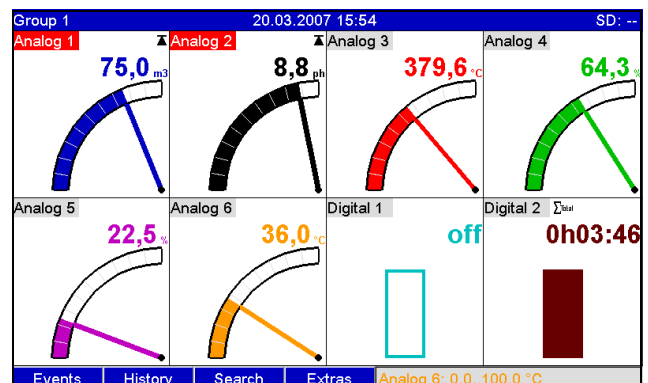 Group 1 20.03.2007 15:54 SD: --
Analog 1 Analog 2 Analog 3 Analog 4
75,0 m3 8,8 ph 379,6 °C 64,3 %
Analog 5 Analog 6 Digital 1 Digital 2 ∑Total
22,5 % 36,0 °C off 0h03:46
Events History Search Extras Analog 6: 0,0..100,0 °C